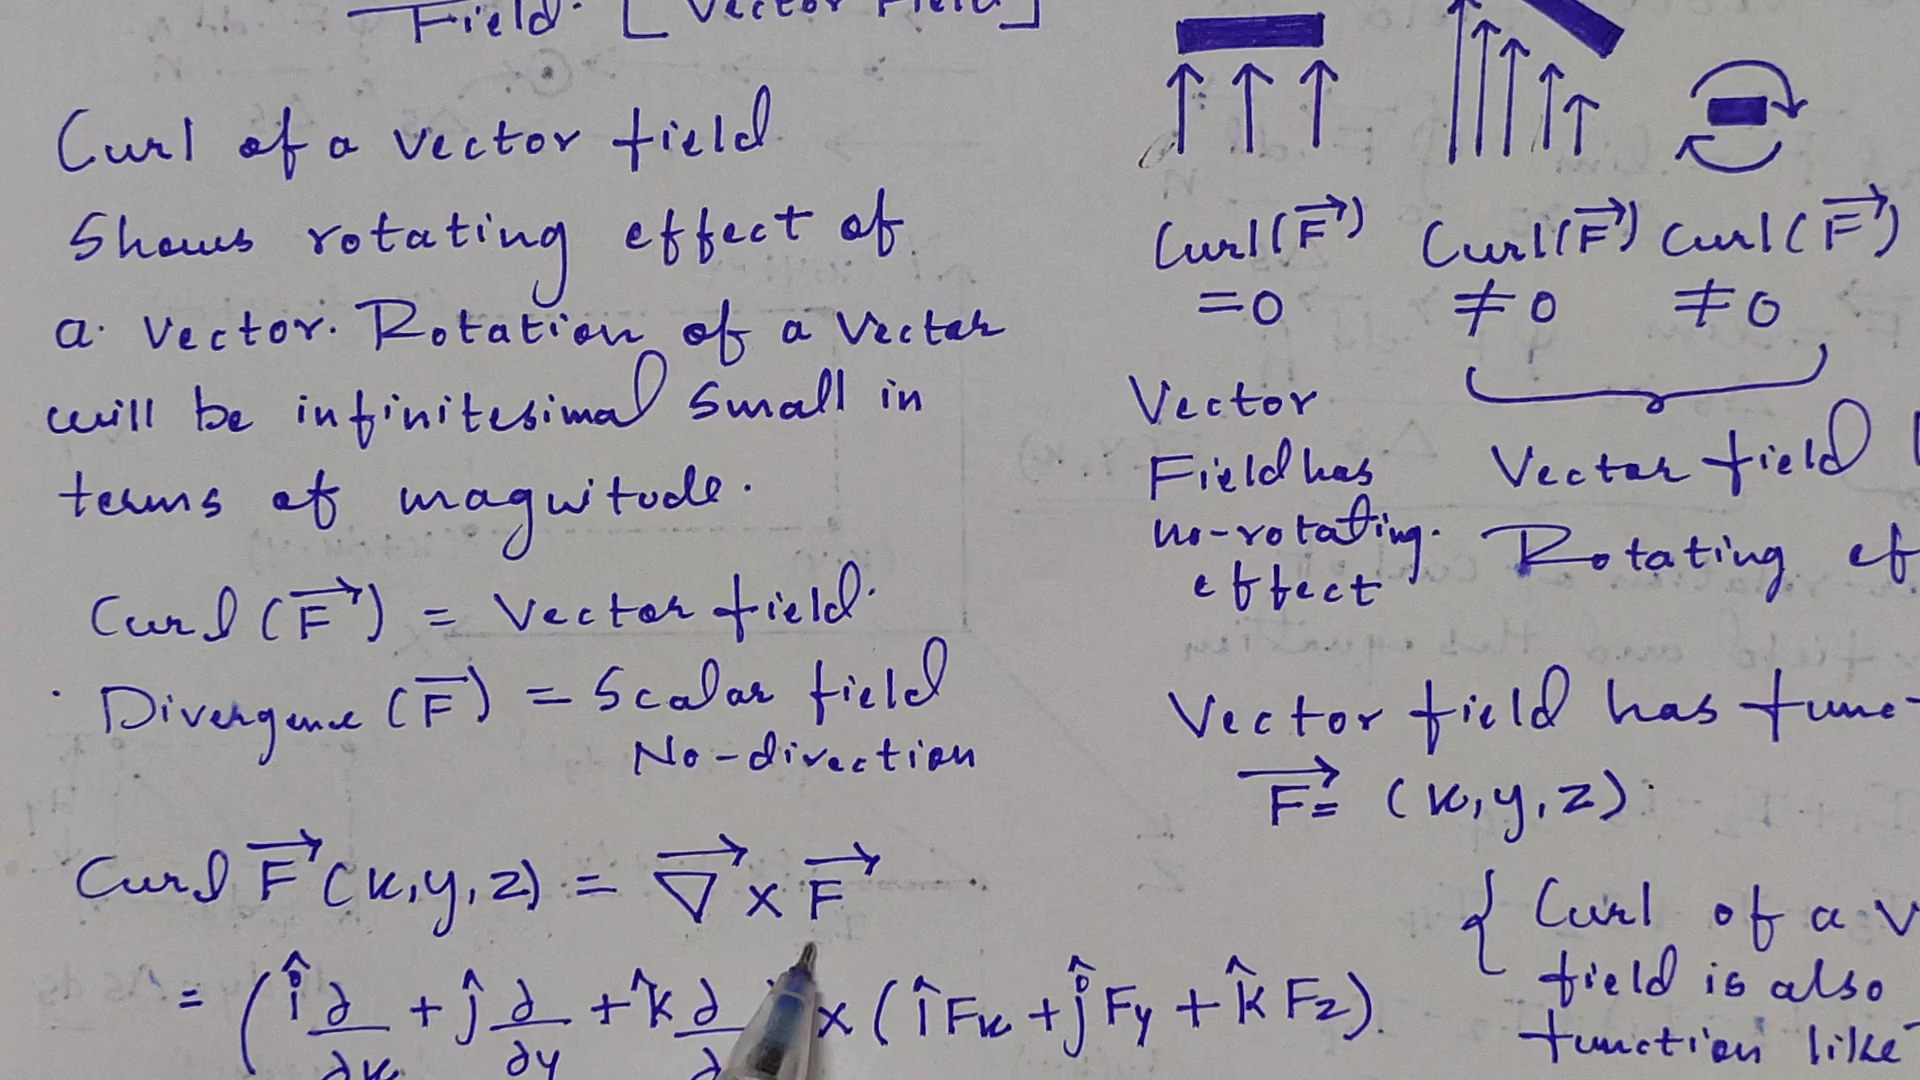 Field. [Vector Field]
Curl of a vector field
Shows rotating effect of
a vector. Rotation of a vector
will be infinitesimal small in
terms of magnitude.
Curl (F⃗) = Vector field.
Divergence (F⃗) = Scalar field
No-direction
Curl F⃗ (x, y, z) = ∇⃗ × F⃗
= (î ∂/∂x + ĵ ∂/∂y + k̂ ∂ × (î Fx + ĵ Fy + k̂ Fz).
Curl (F⃗) Curl (F⃗) Curl (F⃗)
= 0 ≠ 0 ≠ 0
Vector
Field has
no-rotating
effect
Vector field
Rotating ef
Vector field has func
F⃗ = (x, y, z).
{ Curl of a v
field is also
function like